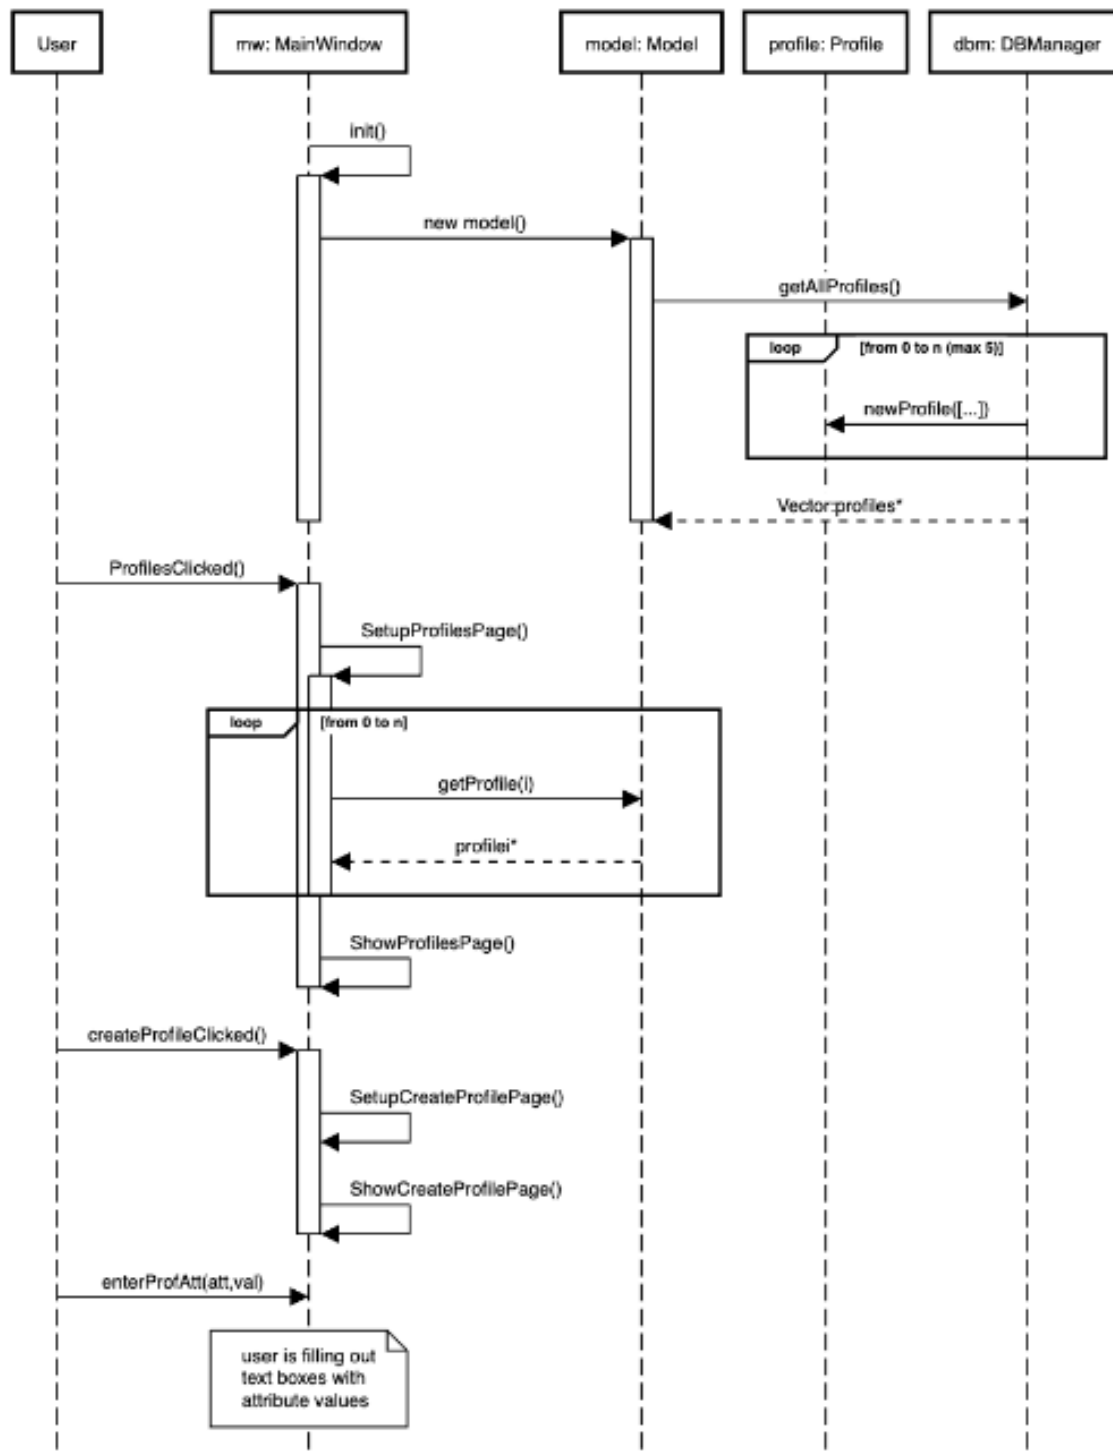 User
mw: MainWindow
model: Model
profile: Profile
dbm: DBManager
init()
new model()
getAllProfiles()
loop
[from 0 to n (max 5)]
newProfile([...])
Vector:profiles*
ProfilesClicked()
SetupProfilesPage()
loop
[from 0 to n]
getProfile(i)
profilei*
ShowProfilesPage()
createProfileClicked()
SetupCreateProfilePage()
ShowCreateProfilePage()
enterProfAtt(att,val)
user is filling out
text boxes with
attribute values